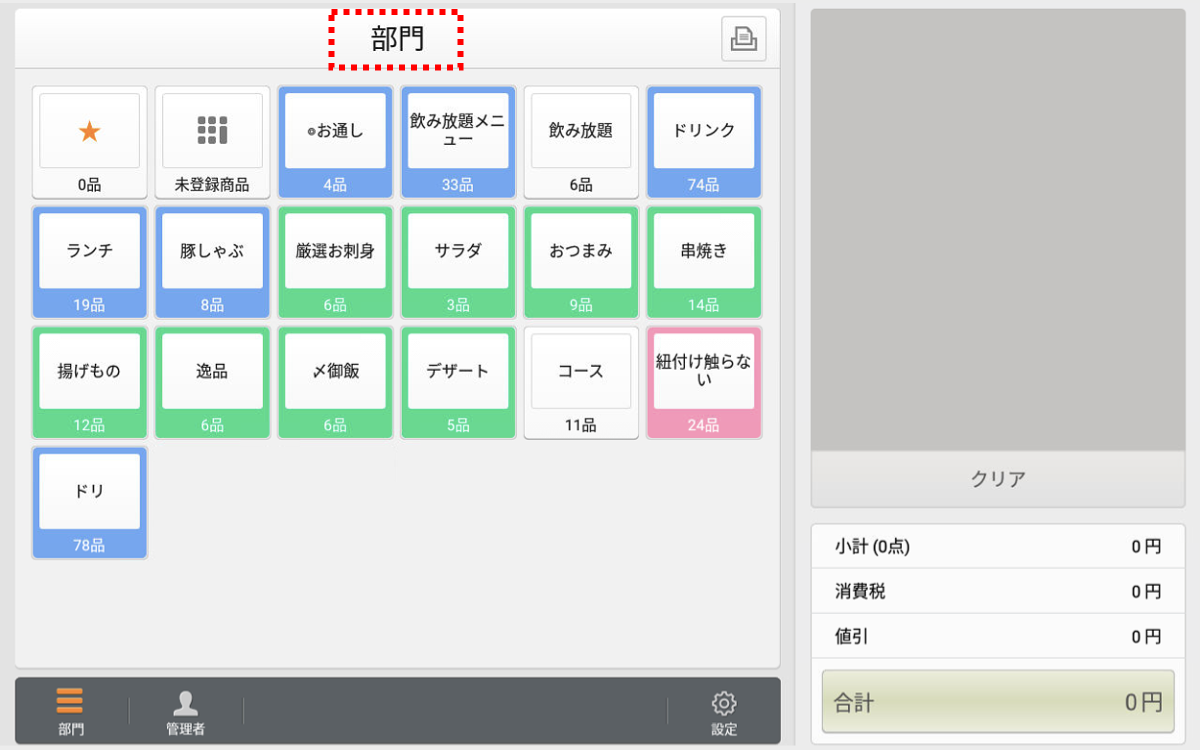 部門
0品
未登録商品
◎お通し
4品
飲み放題メニ
ュー
33品
飲み放題
6品
ドリンク
74品
ランチ
19品
豚しゃぶ
8品
厳選お刺身
6品
サラダ
3品
おつまみ
9品
串焼き
14品
揚げもの
12品
逸品
6品
〆御飯
6品
デザート
5品
コース
11品
紐付け触らな
い
24品
ドリ
78品
部門
管理者
設定
クリア
小計 (0点) 0 円
消費税 0 円
値引 0 円
合計 0 円